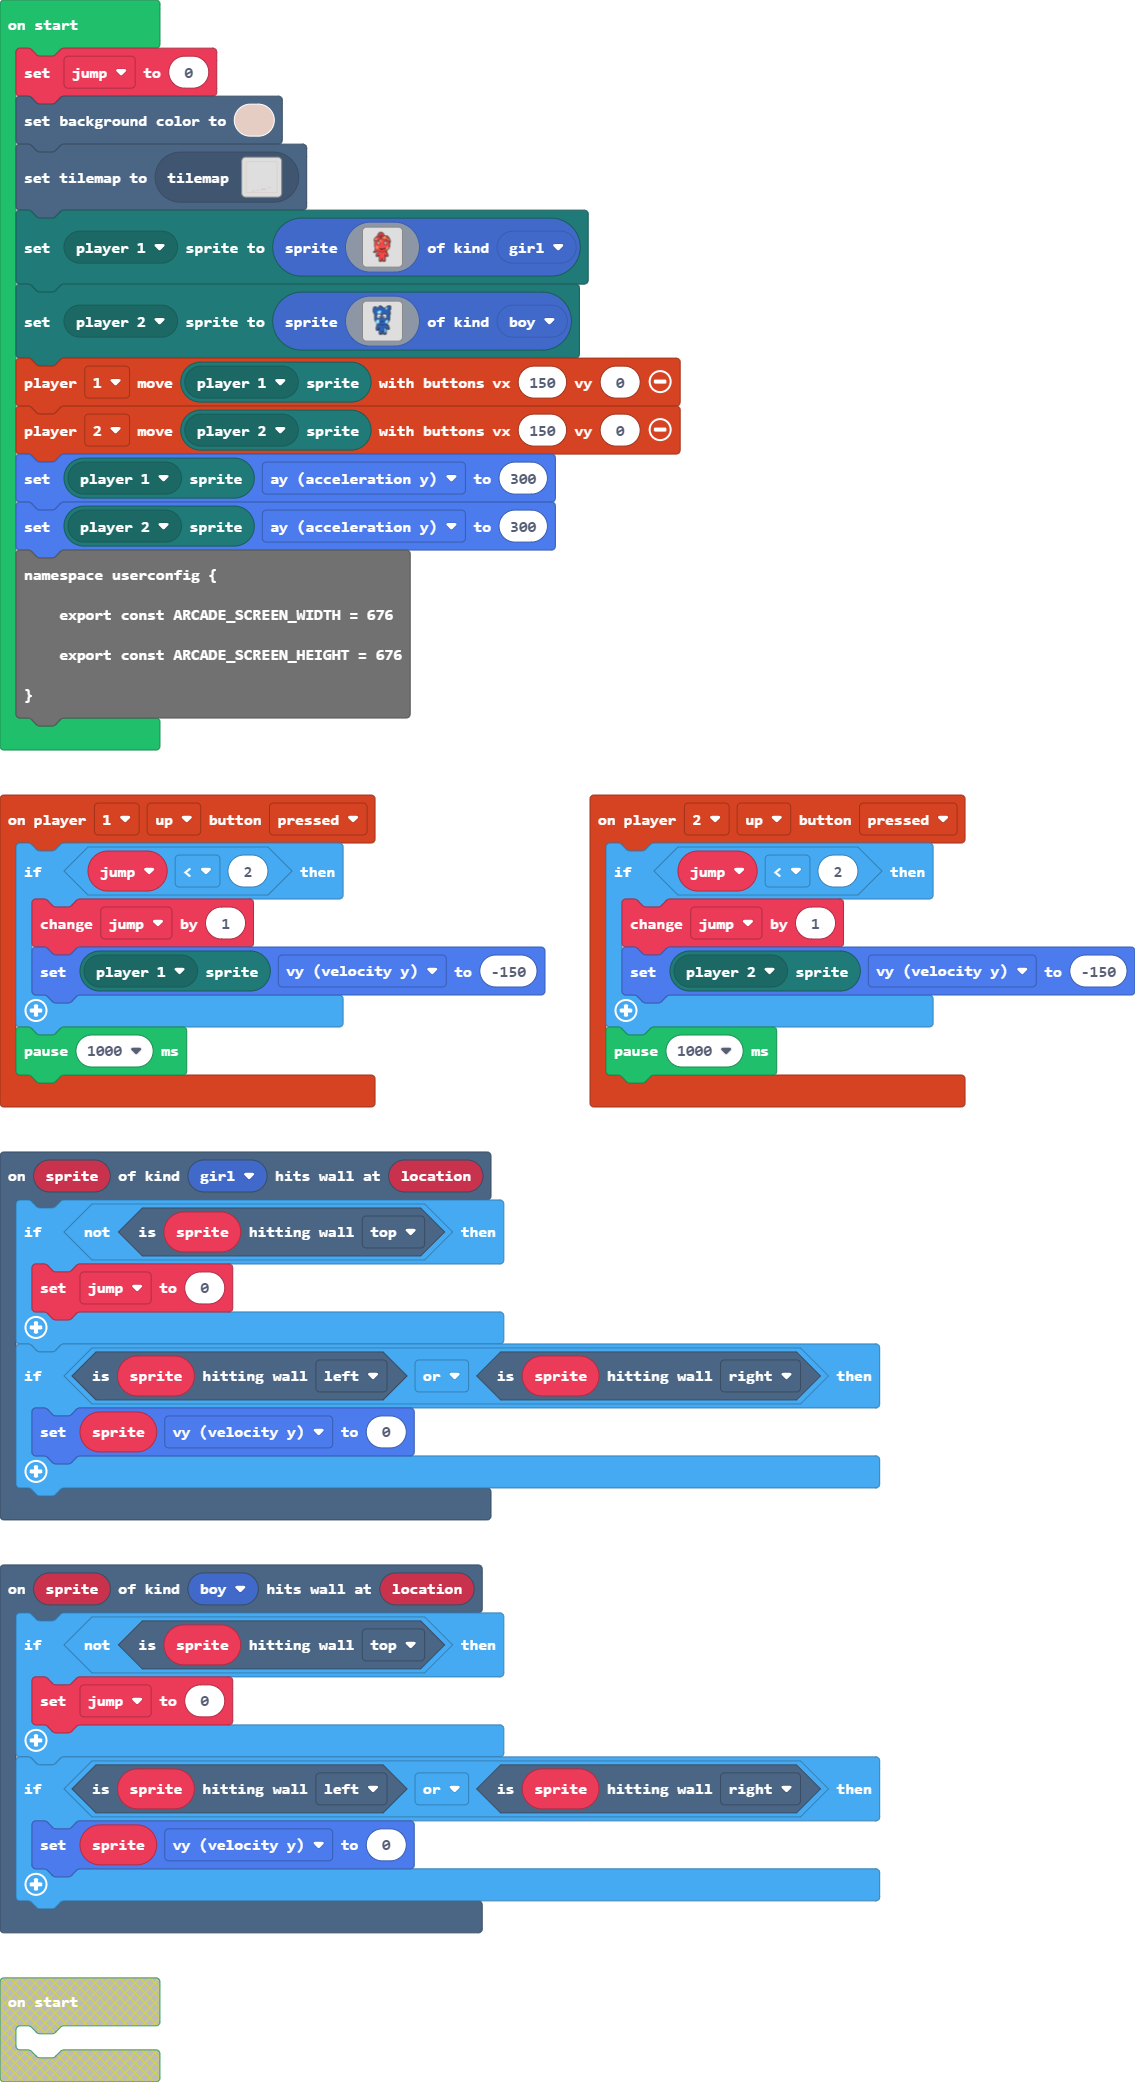 on start
set jump to 0
set background color to
set tilemap to tilemap
set player 1 sprite to sprite of kind girl
set player 2 sprite to sprite of kind boy
player 1 move player 1 sprite with buttons vx 150 vy 0
player 2 move player 2 sprite with buttons vx 150 vy 0
set player 1 sprite ay (acceleration y) to 300
set player 2 sprite ay (acceleration y) to 300
namespace userconfig {
export const ARCADE_SCREEN_WIDTH = 676
export const ARCADE_SCREEN_HEIGHT = 676
}
on player 1 up button pressed
if jump < 2 then
change jump by 1
set player 1 sprite vy (velocity y) to -150
pause 1000 ms
on player 2 up button pressed
if jump < 2 then
change jump by 1
set player 2 sprite vy (velocity y) to -150
pause 1000 ms
on sprite of kind girl hits wall at location
if not is sprite hitting wall top then
set jump to 0
if is sprite hitting wall left or is sprite hitting wall right then
set sprite vy (velocity y) to 0
on sprite of kind boy hits wall at location
if not is sprite hitting wall top then
set jump to 0
if is sprite hitting wall left or is sprite hitting wall right then
set sprite vy (velocity y) to 0
on start